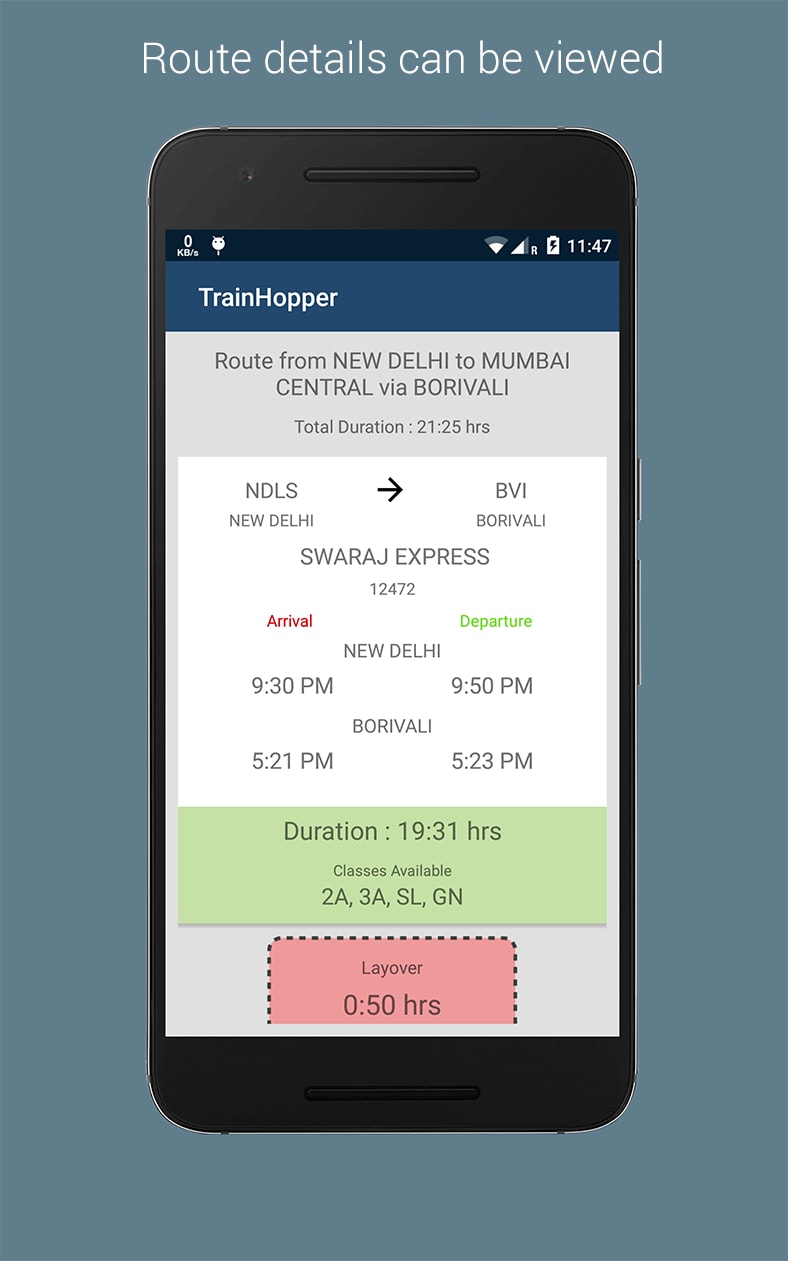 Route details can be viewed
0
KB/s
R
11:47
TrainHopper
Route from NEW DELHI to MUMBAI
CENTRAL via BORIVALI
Total Duration : 21:25 hrs
NDLS
BVI
NEW DELHI
BORIVALI
SWARAJ EXPRESS
12472
Arrival
Departure
NEW DELHI
9:30 PM
9:50 PM
BORIVALI
5:21 PM
5:23 PM
Duration : 19:31 hrs
Classes Available
2A, 3A, SL, GN
Layover
0:50 hrs